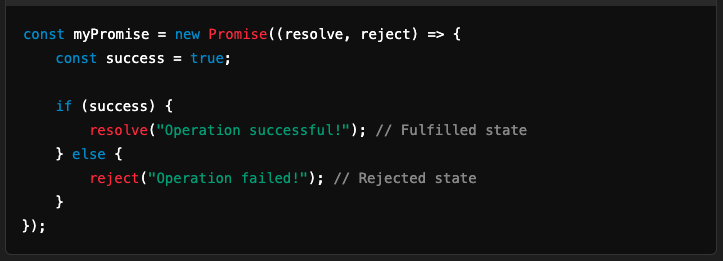 const myPromise = new Promise((resolve, reject) => {
    const success = true;

    if (success) {
        resolve("Operation successful!"); // Fulfilled state
    } else {
        reject("Operation failed!"); // Rejected state
    }
});